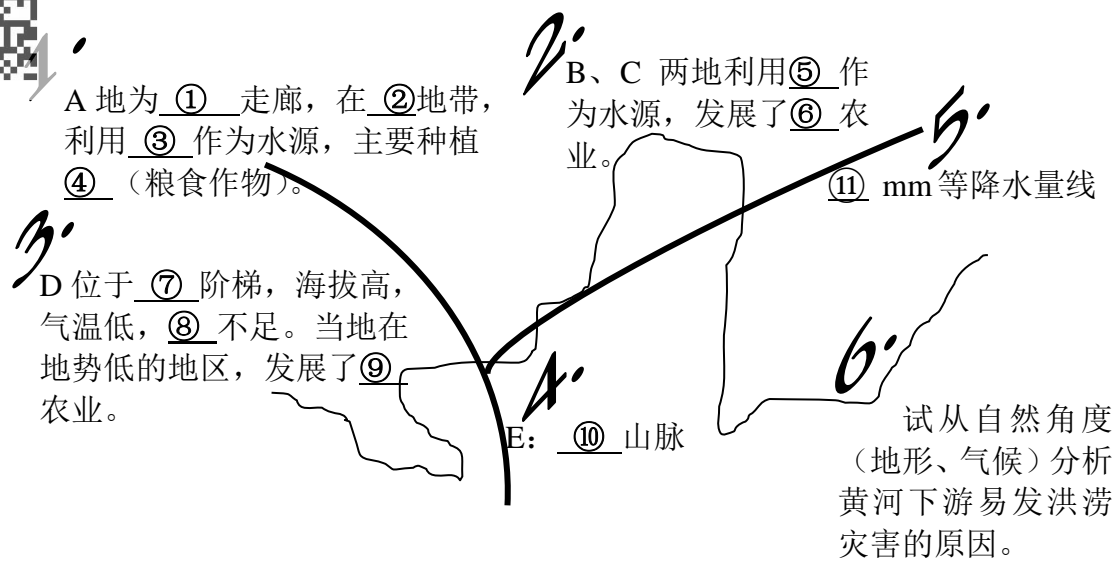 1.
A 地为 ① 走廊，在 ②地带，
利用 ③ 作为水源，主要种植
④ （粮食作物）。
2.
B、C 两地利用⑤ 作
为水源，发展了⑥ 农
业。
3.
D 位于 ⑦ 阶梯，海拔高，
气温低，⑧ 不足。当地在
地势低的地区，发展了⑨
农业。
4.
E： ⑩ 山脉
5.
⑪ mm 等降水量线
6.
试从自然角度
（地形、气候）分析
黄河下游易发洪涝
灾害的原因。